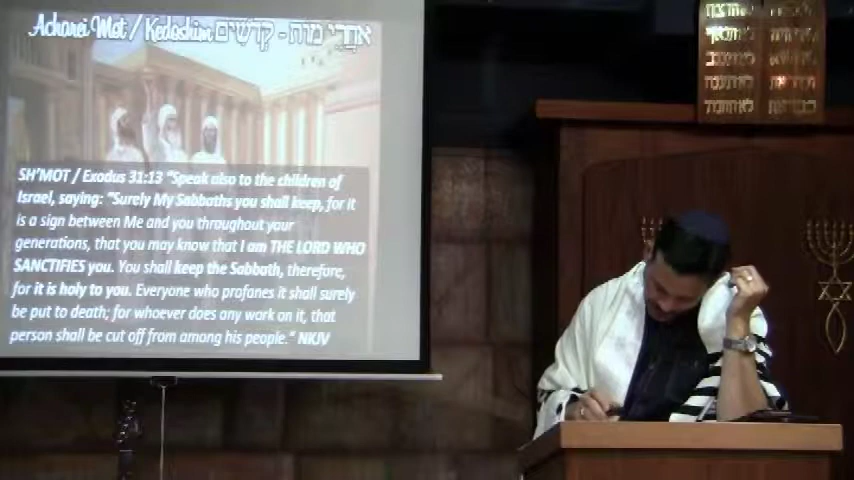 Acharei Mot / Kedoshim אחרי מות - קְדֹשִׁים
SH'MOT / Exodus 31:13 "Speak also to the children of
Israel, saying: "Surely My Sabbaths you shall keep, for it
is a sign between Me and you throughout your
generations, that you may know that I am THE LORD WHO
SANCTIFIES you. You shall keep the Sabbath, therefore,
for it is holy to you. Everyone who profanes it shall surely
be put to death; for whoever does any work on it, that
person shall be cut off from among his people." NKJV